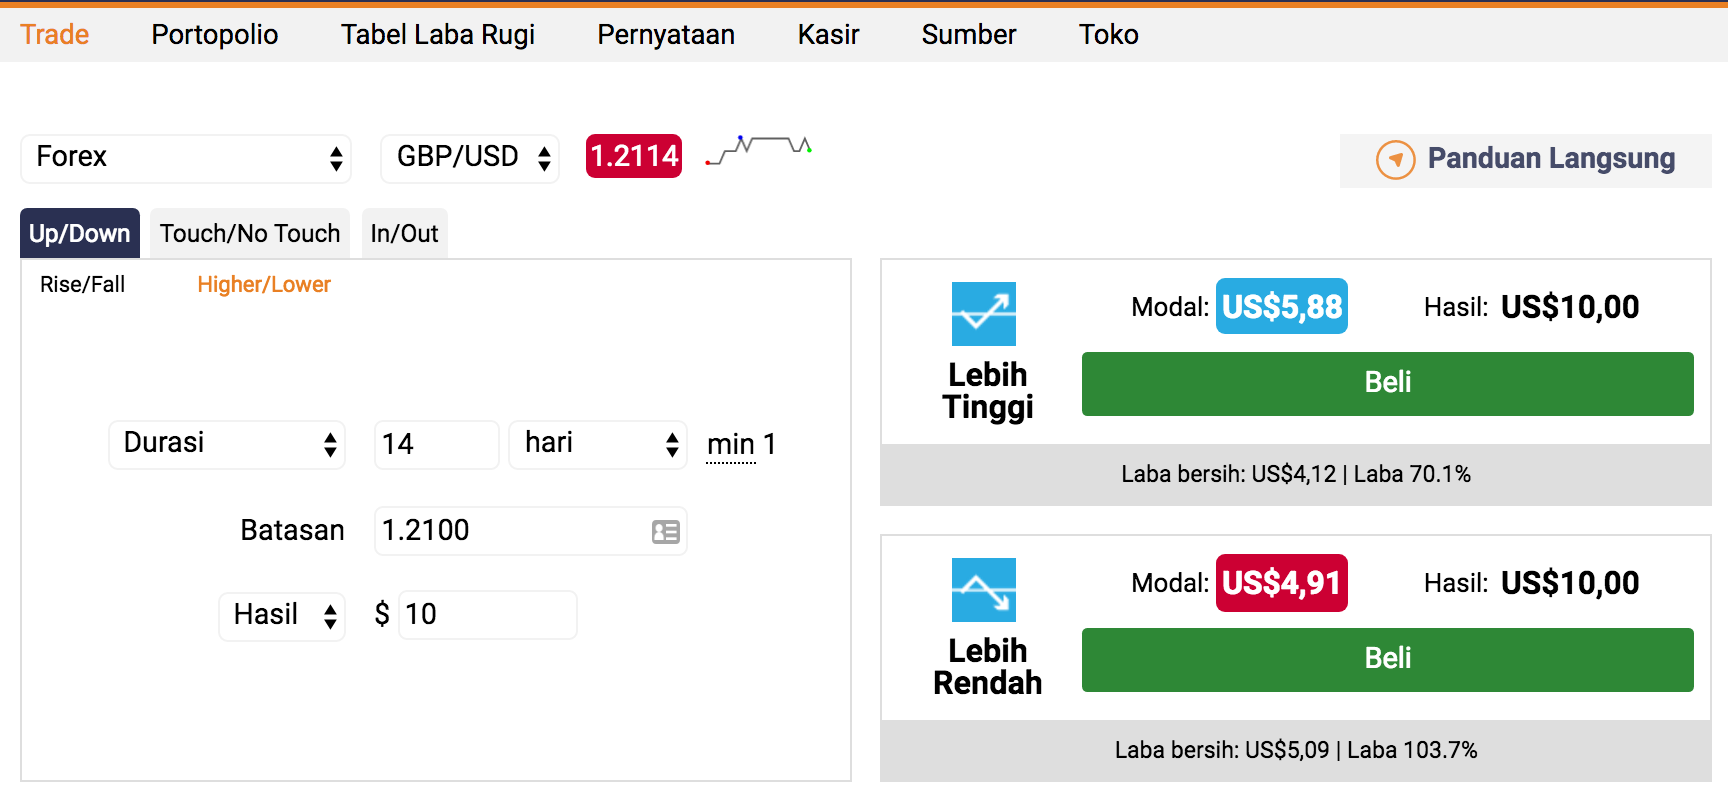 Trade Portopolio Tabel Laba Rugi Pernyataan Kasir Sumber Toko
Forex GBP/USD 1.2114 Panduan Langsung
Up/Down Touch/No Touch In/Out
Rise/Fall Higher/Lower
Durasi 14 hari min 1
Batasan 1.2100
Hasil $ 10
Modal: US$5,88 Hasil: US$10,00
Lebih
Tinggi
Beli
Laba bersih: US$4,12 | Laba 70.1%
Modal: US$4,91 Hasil: US$10,00
Lebih
Rendah
Beli
Laba bersih: US$5,09 | Laba 103.7%